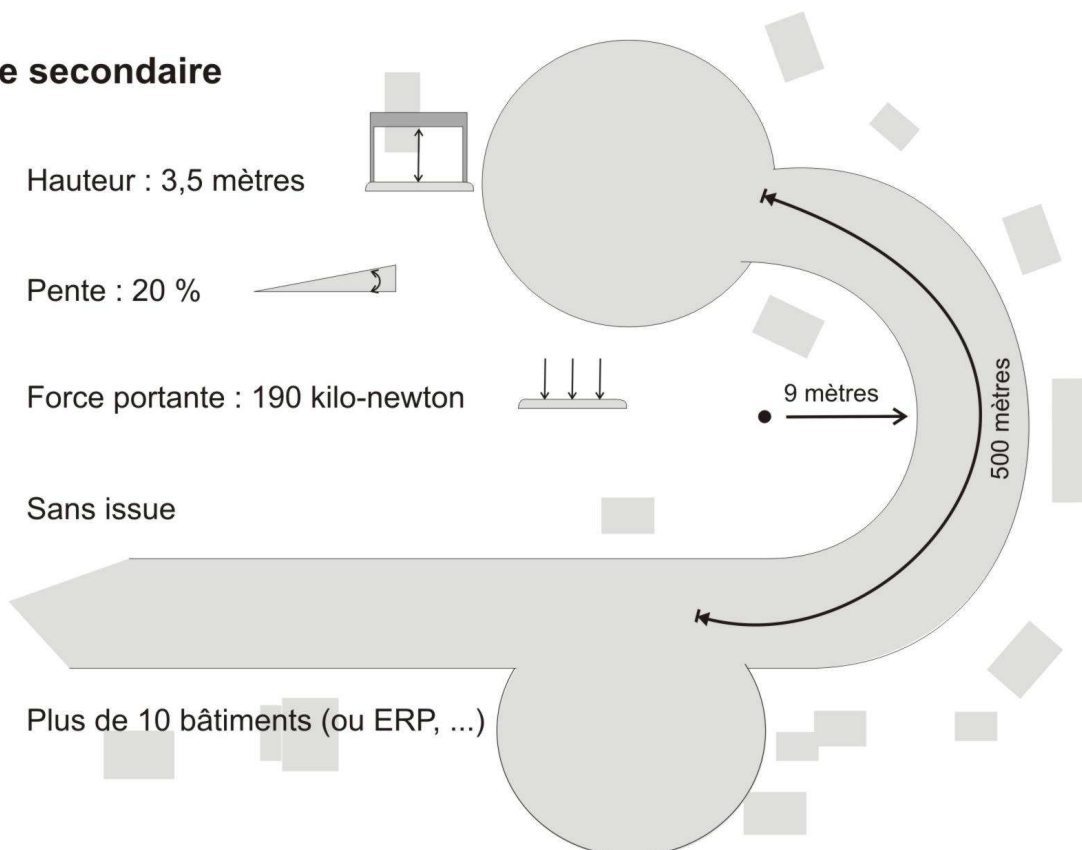 e secondaire
Hauteur : 3,5 mètres
Pente : 20 %
Force portante : 190 kilo-newton
9 mètres
500 mètres
Sans issue
Plus de 10 bâtiments (ou ERP, ...)